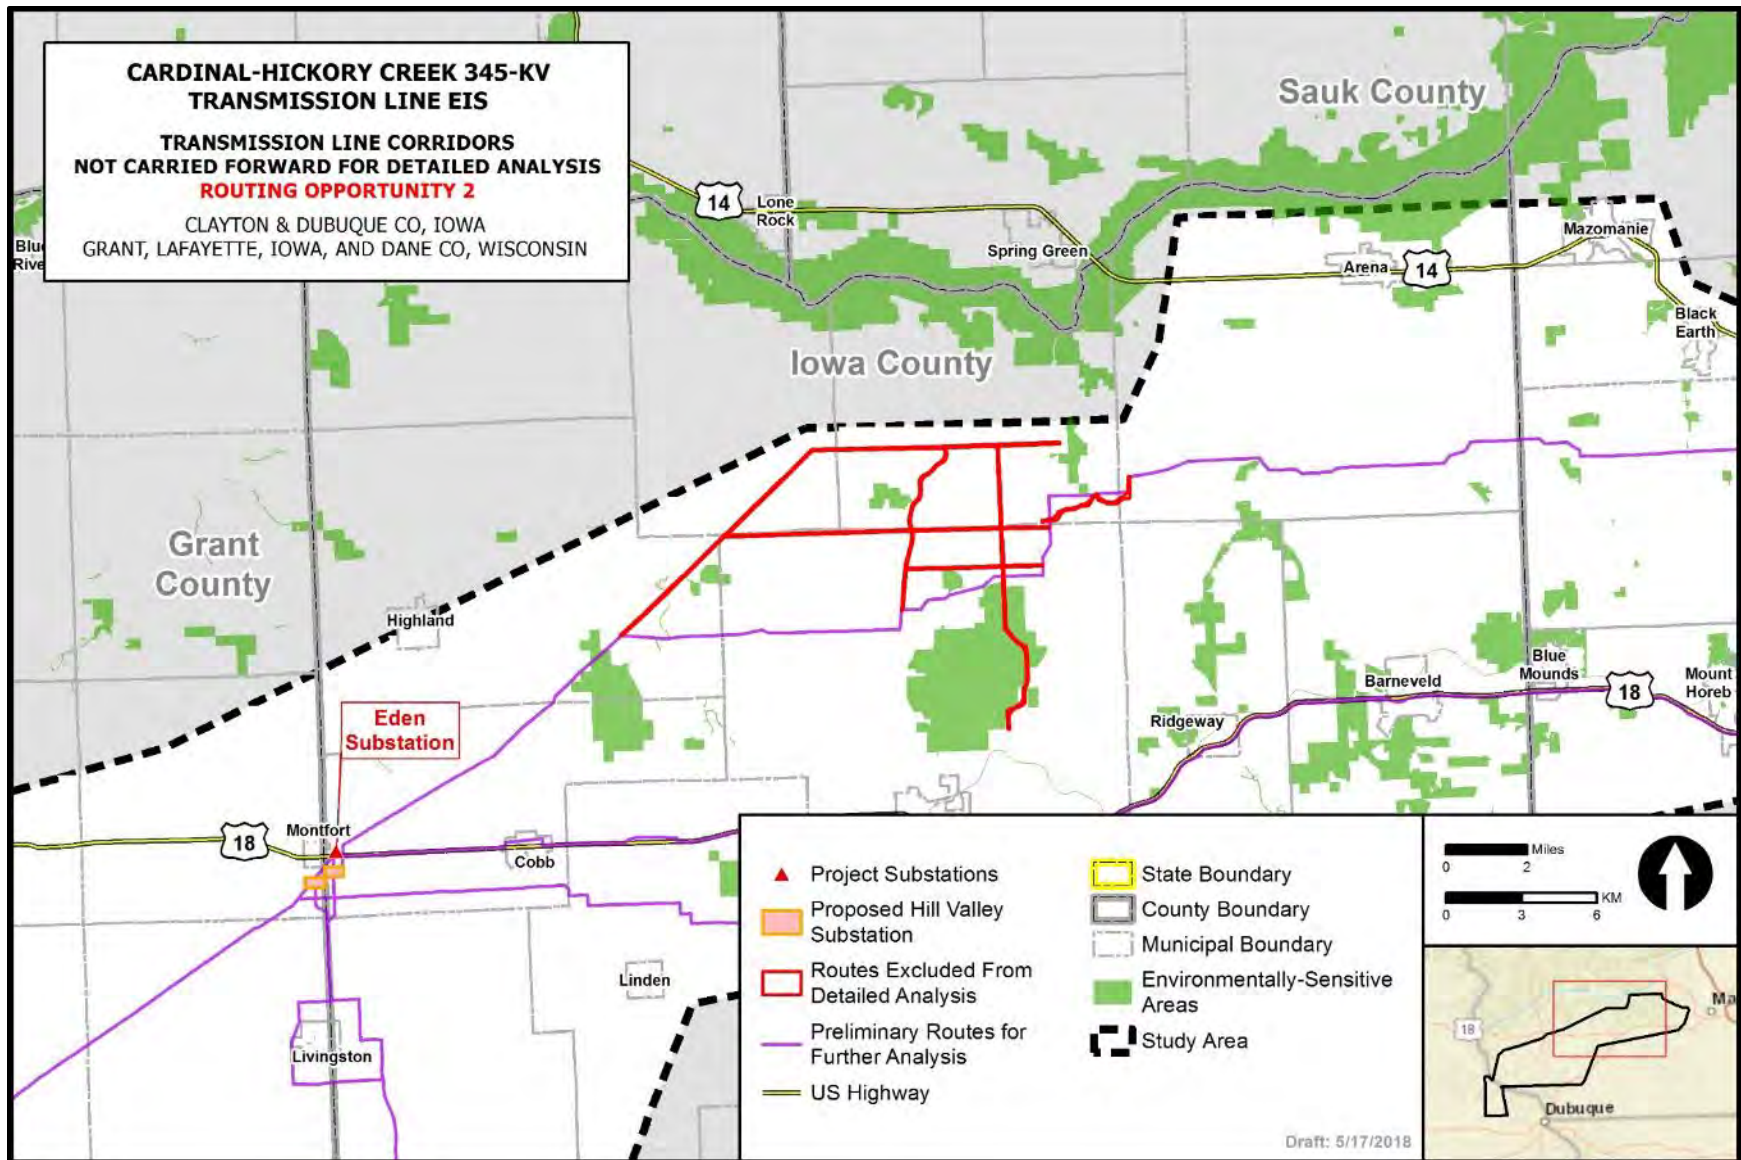 CARDINAL-HICKORY CREEK 345-KV
TRANSMISSION LINE EIS
TRANSMISSION LINE CORRIDORS
NOT CARRIED FORWARD FOR DETAILED ANALYSIS
ROUTING OPPORTUNITY 2
CLAYTON & DUBUQUE CO, IOWA
GRANT, LAFAYETTE, IOWA, AND DANE CO, WISCONSIN
Sauk County
14
Lone
Rock
Spring Green
Mazomanie
Arena
14
Black
Earth
Iowa County
Grant
County
Highland
Eden
Substation
Blue
Mounds
Barneveld
18
Mount
Horeb
Ridgeway
18
Montfort
Cobb
Linden
Livingston
Project Substations
Proposed Hill Valley
Substation
Routes Excluded From
Detailed Analysis
Preliminary Routes for
Further Analysis
US Highway
State Boundary
County Boundary
Municipal Boundary
Environmentally-Sensitive
Areas
Study Area
Draft: 5/17/2018
Miles
0 2
KM
0 3 6
18
Ma
Dubuque